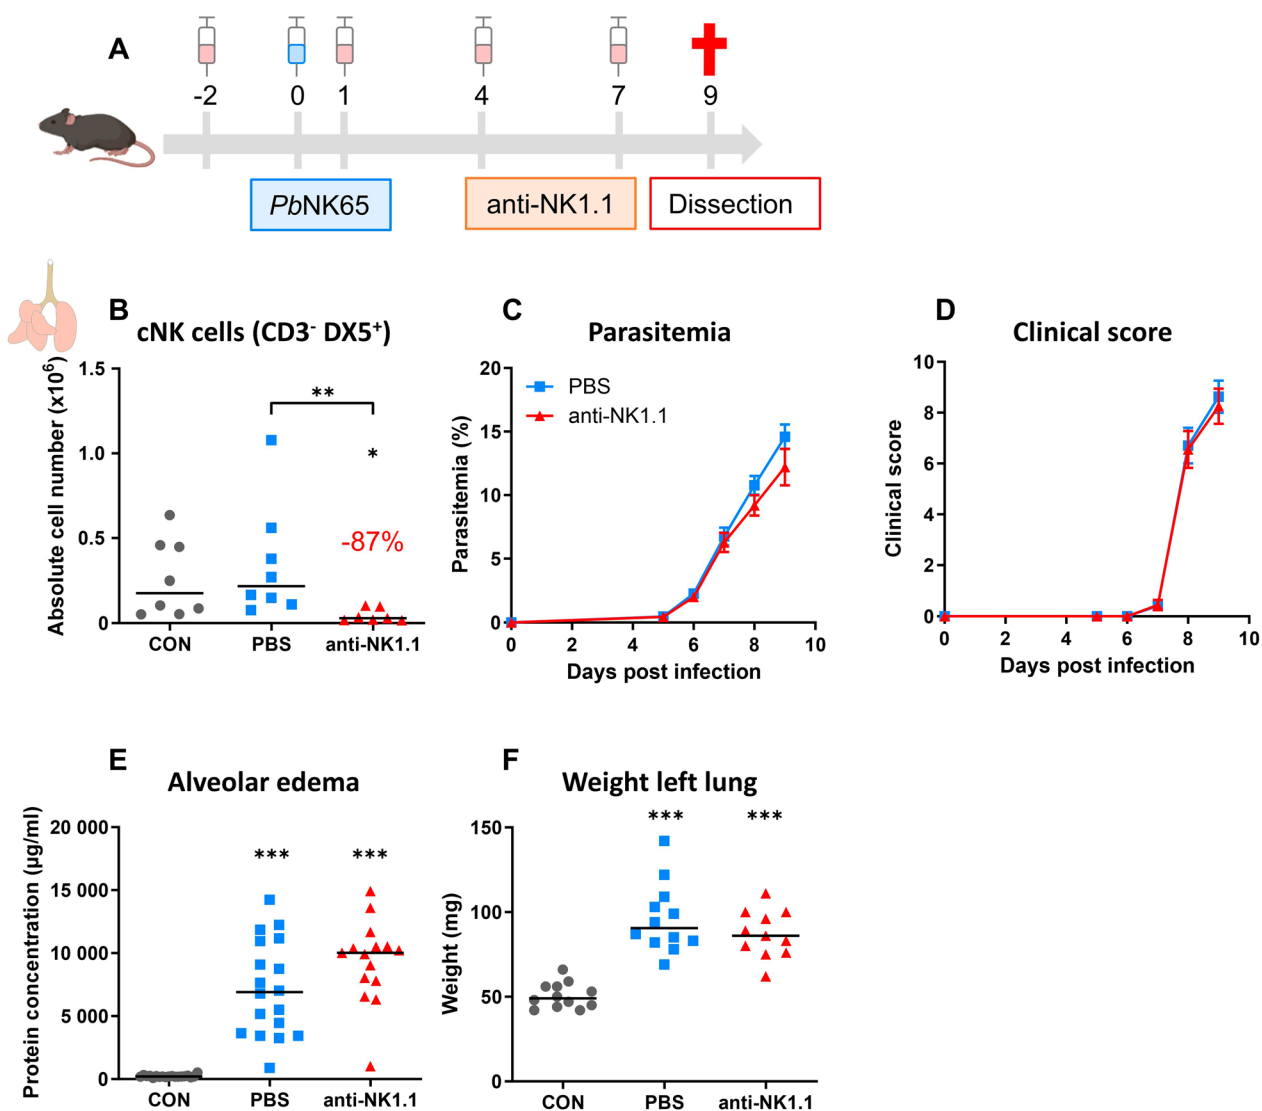 A
-2 0 1 4 7 9
PbNK65 anti-NK1.1 Dissection
B
cNK cells (CD3- DX5+)
Absolute cell number (x10⁶)
1.5
1.0
0.5
0
**
*
-87%
CON PBS anti-NK1.1
C
Parasitemia
Parasitemia (%)
20
15
10
5
0
PBS
anti-NK1.1
0 2 4 6 8 10
Days post infection
D
Clinical score
Clinical score
10
8
6
4
2
0
0 2 4 6 8 10
Days post infection
E
Alveolar edema
Protein concentration (µg/ml)
20 000
15 000
10 000
5 000
0
*** ***
CON PBS anti-NK1.1
F
Weight left lung
Weight (mg)
*** ***
150
100
50
0
CON PBS anti-NK1.1